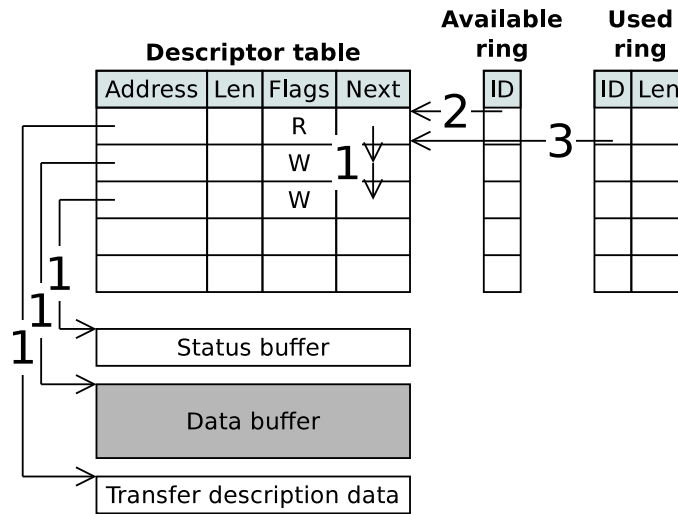 Available Used
Descriptor table ring ring
Address Len Flags Next ID ID Len
R 2
W 1 3
W
1
1
1
Status buffer
Data buffer
Transfer description data